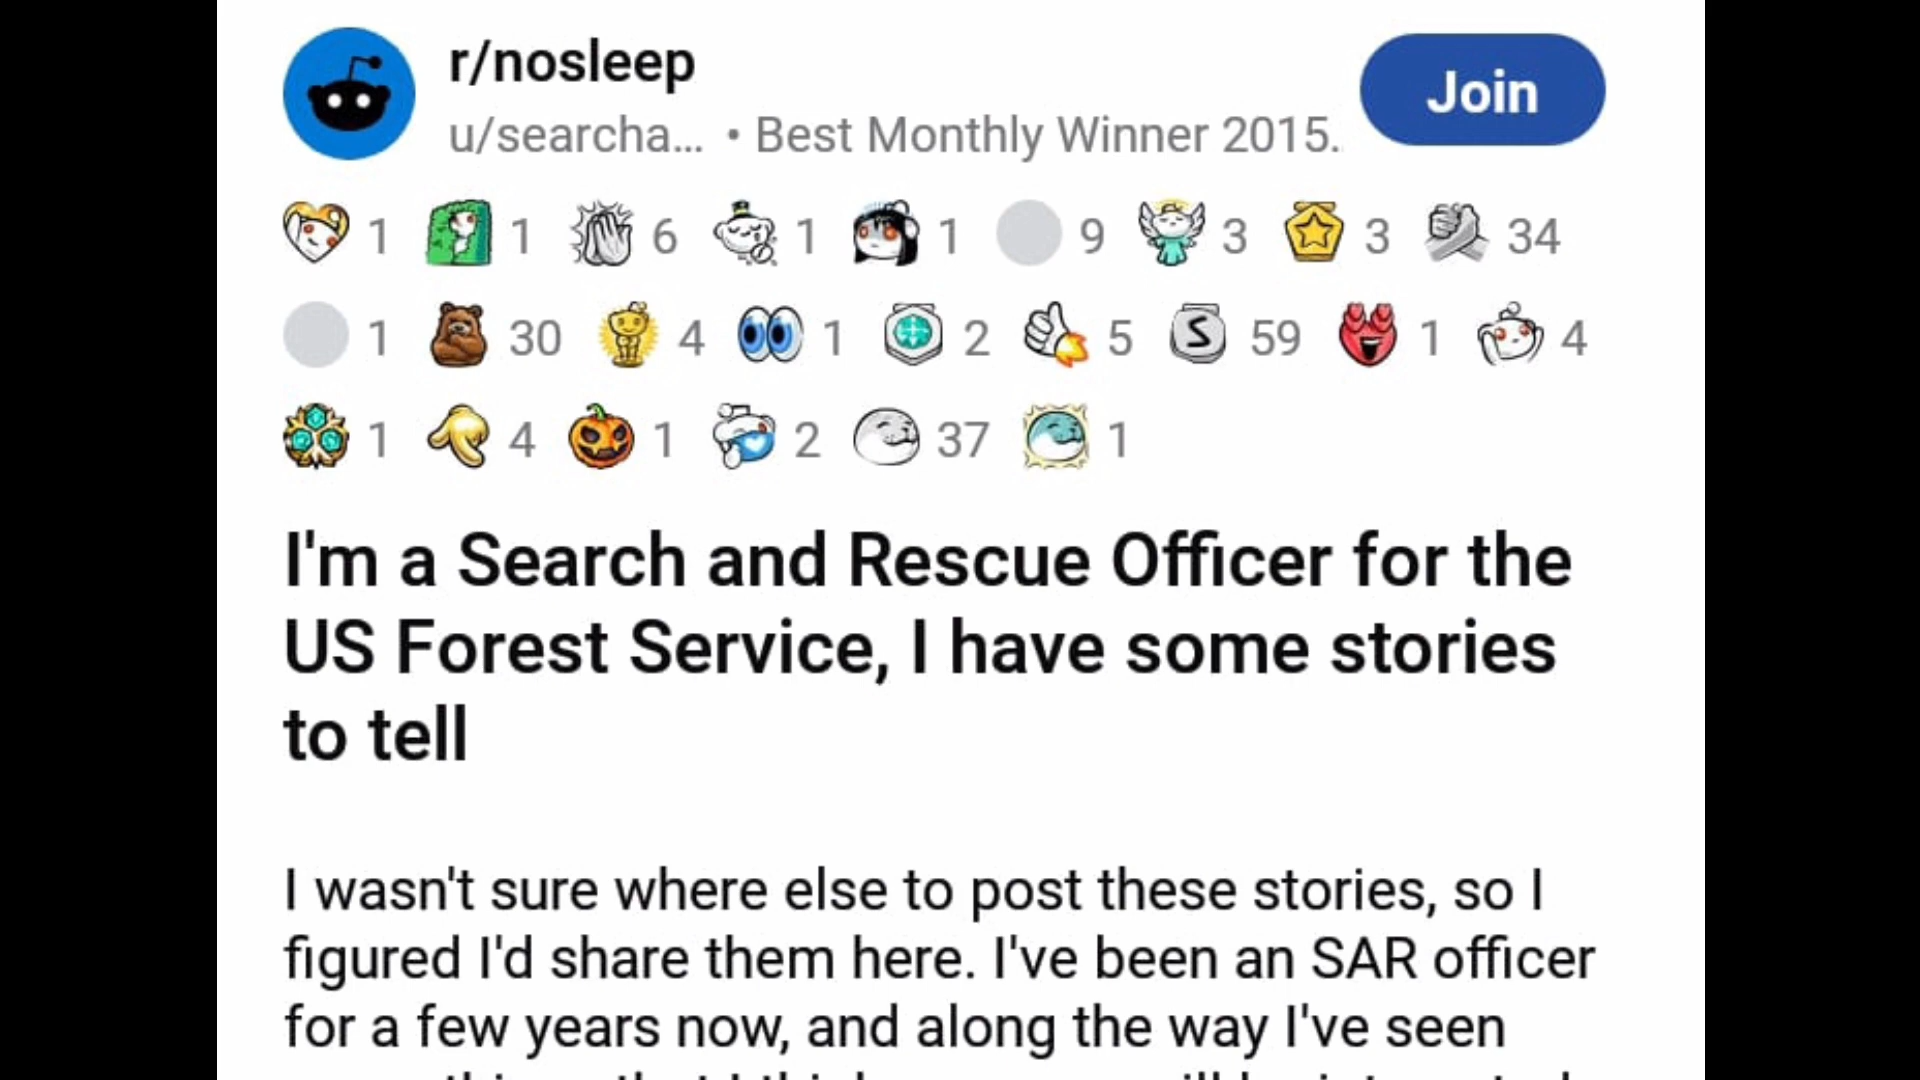 r/nosleep
Join
u/searcha... • Best Monthly Winner 2015.
1 1 6 1 1 9 3 3 34
1 30 4 1 2 5 59 1 4
1 4 1 2 37 1
I'm a Search and Rescue Officer for the
US Forest Service, I have some stories
to tell
I wasn't sure where else to post these stories, so I
figured I'd share them here. I've been an SAR officer
for a few years now, and along the way I've seen